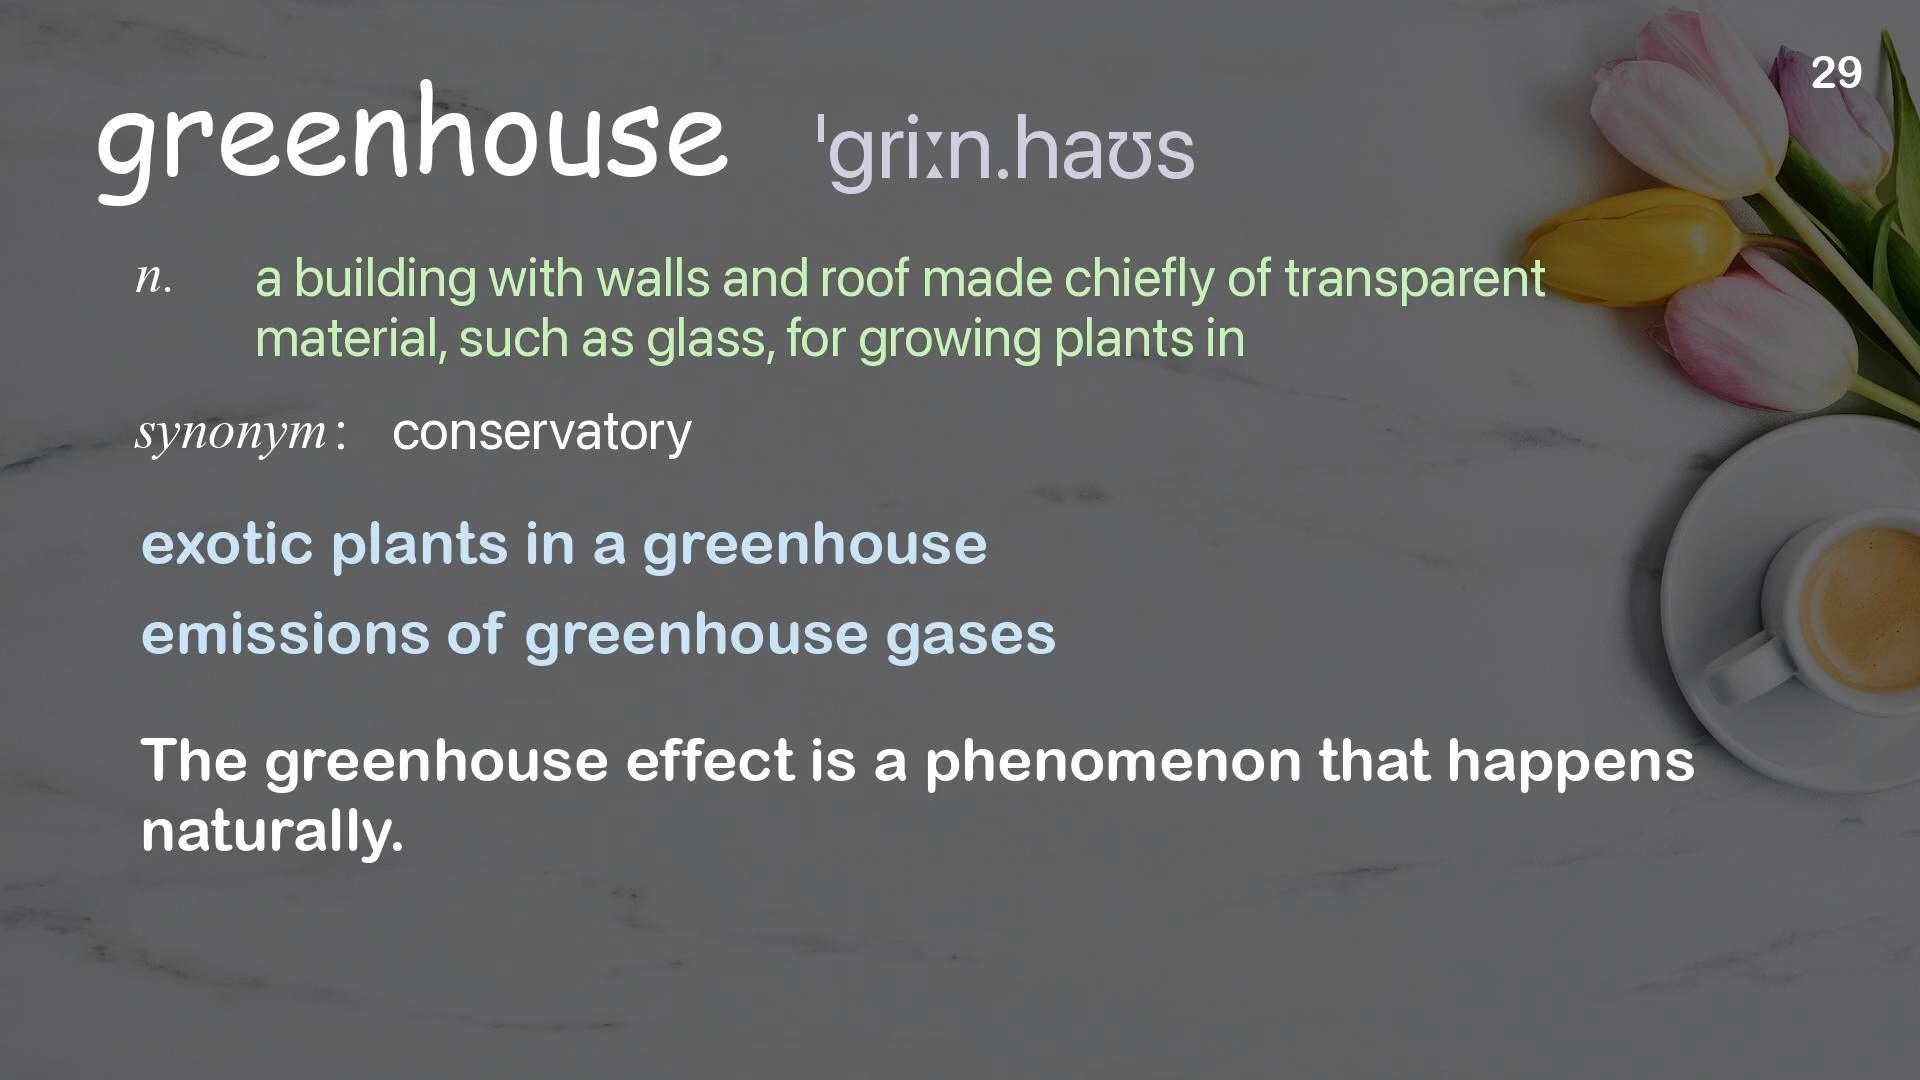 29
greenhouse ˈgriːn.haʊs
n. a building with walls and roof made chiefly of transparent
material, such as glass, for growing plants in
synonym: conservatory
exotic plants in a greenhouse
emissions of greenhouse gases
The greenhouse effect is a phenomenon that happens
naturally.